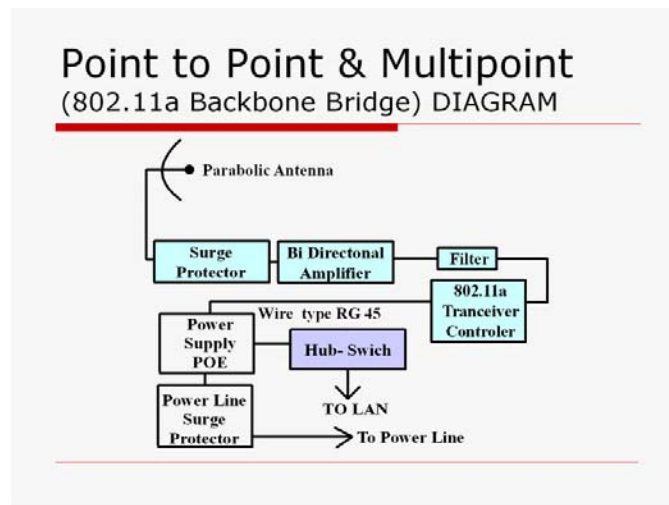 Point to Point & Multipoint
(802.11a Backbone Bridge) DIAGRAM
Parabolic Antenna
Surge
Protector
Bi Directonal
Amplifier
Filter
802.11a
Tranceiver
Controler
Wire type RG 45
Power
Supply
POE
Hub- Swich
TO LAN
Power Line
Surge
Protector
To Power Line